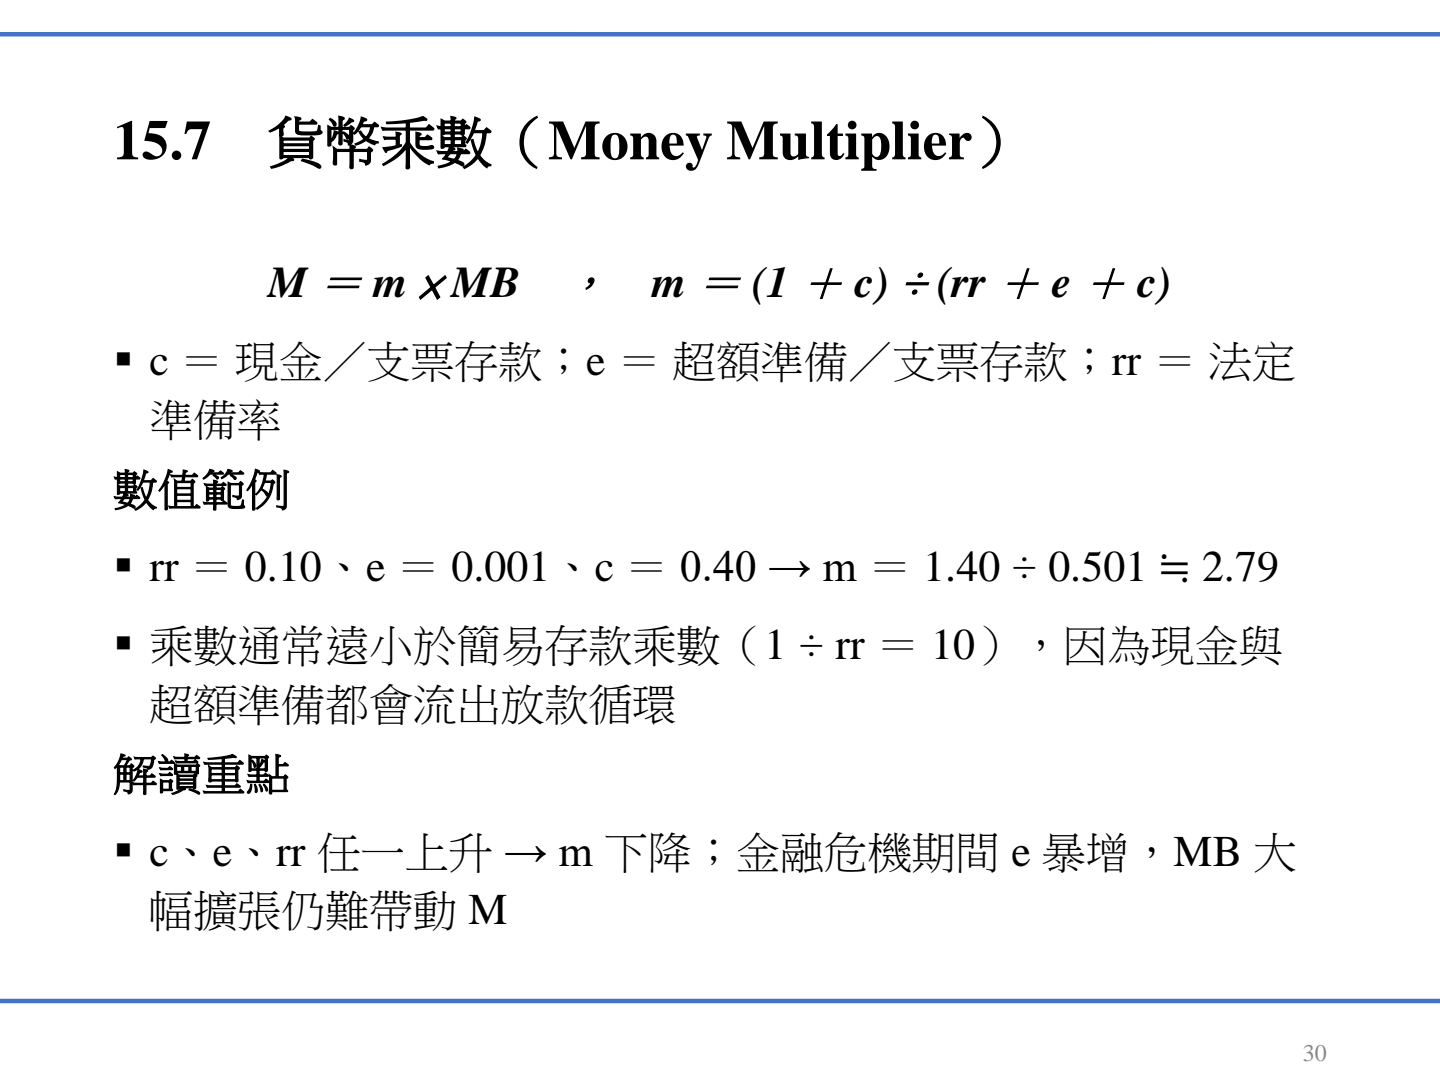 15.7　貨幣乘數（Money Multiplier）
M ＝ m × MB　，　m ＝ (1 ＋ c) ÷ (rr ＋ e ＋ c)
▪ c ＝ 現金／支票存款；e ＝ 超額準備／支票存款；rr ＝ 法定
準備率
數值範例
▪ rr ＝ 0.10、e ＝ 0.001、c ＝ 0.40 → m ＝ 1.40 ÷ 0.501 ≒ 2.79
▪ 乘數通常遠小於簡易存款乘數（1 ÷ rr ＝ 10），因為現金與
超額準備都會流出放款循環
解讀重點
▪ c、e、rr 任一上升 → m 下降；金融危機期間 e 暴增，MB 大
幅擴張仍難帶動 M
30